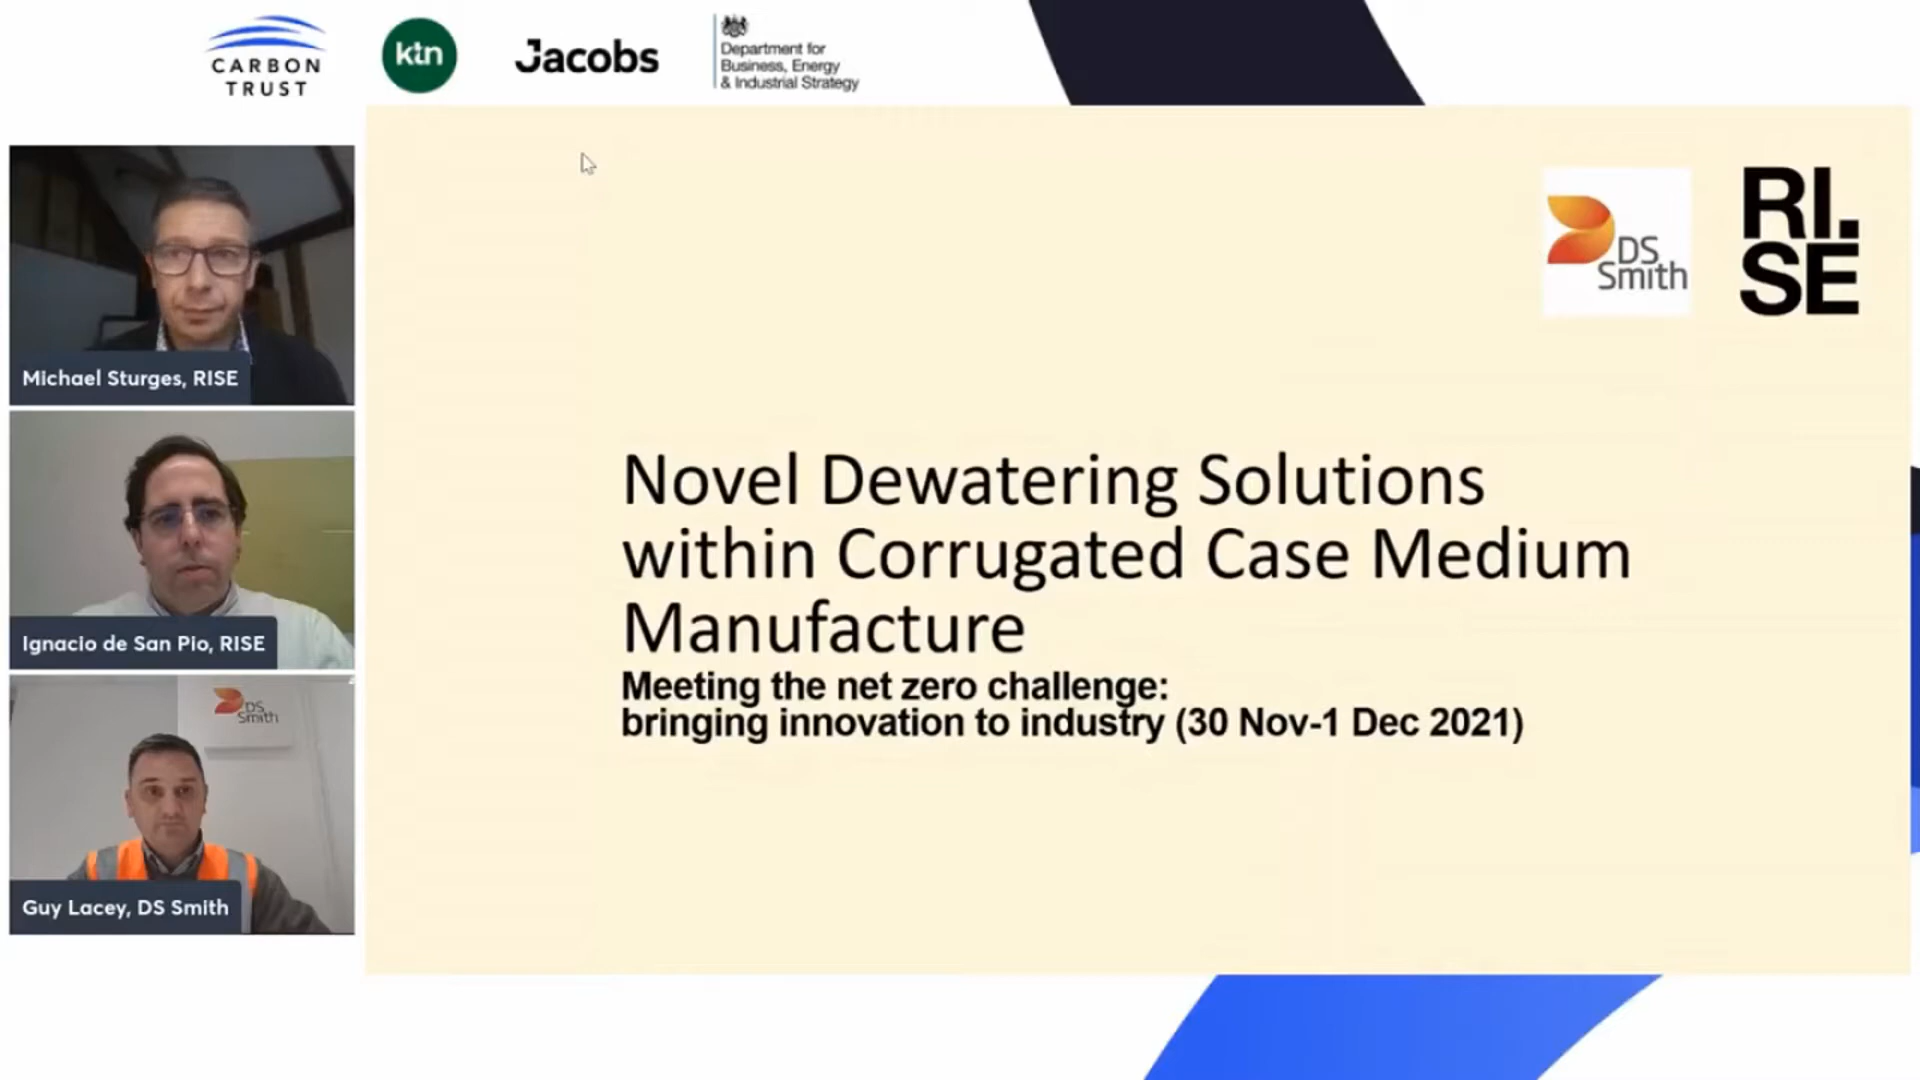 CARBON
TRUST
ktn
Jacobs
Department for
Business, Energy
& Industrial Strategy
Michael Sturges, RISE
Ignacio de San Pio, RISE
DS
Smith
Guy Lacey, DS Smith
DS
Smith
RI.
SE
Novel Dewatering Solutions
within Corrugated Case Medium
Manufacture
Meeting the net zero challenge:
bringing innovation to industry (30 Nov-1 Dec 2021)